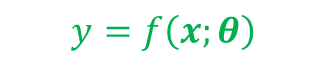 y = f(x; θ)